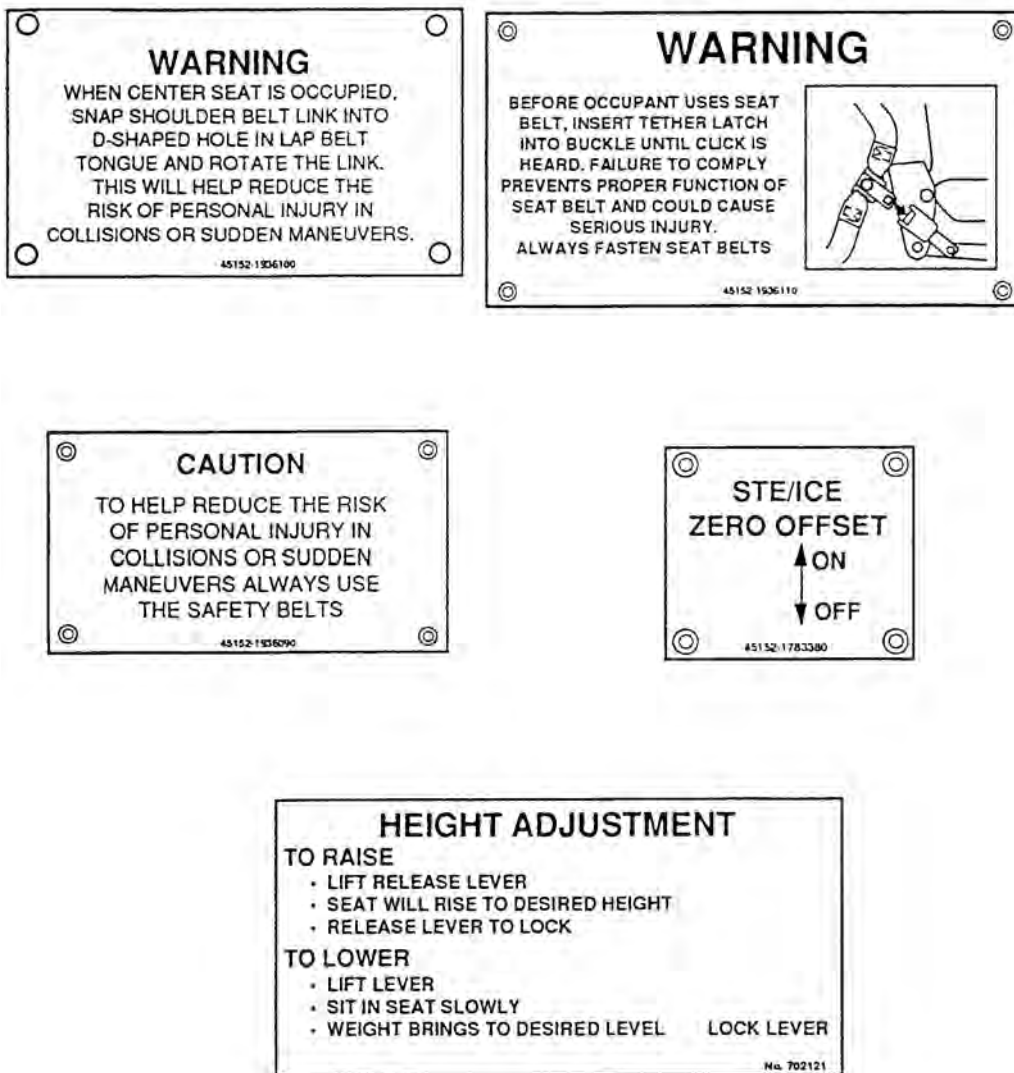 WARNING
WHEN CENTER SEAT IS OCCUPIED,
SNAP SHOULDER BELT LINK INTO
D-SHAPED HOLE IN LAP BELT
TONGUE AND ROTATE THE LINK.
THIS WILL HELP REDUCE THE
RISK OF PERSONAL INJURY IN
COLLISIONS OR SUDDEN MANEUVERS.
45152-1936100
WARNING
BEFORE OCCUPANT USES SEAT
BELT, INSERT TETHER LATCH
INTO BUCKLE UNTIL CLICK IS
HEARD. FAILURE TO COMPLY
PREVENTS PROPER FUNCTION OF
SEAT BELT AND COULD CAUSE
SERIOUS INJURY.
ALWAYS FASTEN SEAT BELTS
45152 1936110
CAUTION
TO HELP REDUCE THE RISK
OF PERSONAL INJURY IN
COLLISIONS OR SUDDEN
MANEUVERS ALWAYS USE
THE SAFETY BELTS
45152-1936090
STE/ICE
ZERO OFFSET
ON
OFF
45152-1783380
HEIGHT ADJUSTMENT
TO RAISE
· LIFT RELEASE LEVER
· SEAT WILL RISE TO DESIRED HEIGHT
· RELEASE LEVER TO LOCK
TO LOWER
· LIFT LEVER
· SIT IN SEAT SLOWLY
· WEIGHT BRINGS TO DESIRED LEVEL LOCK LEVER
No. 702121